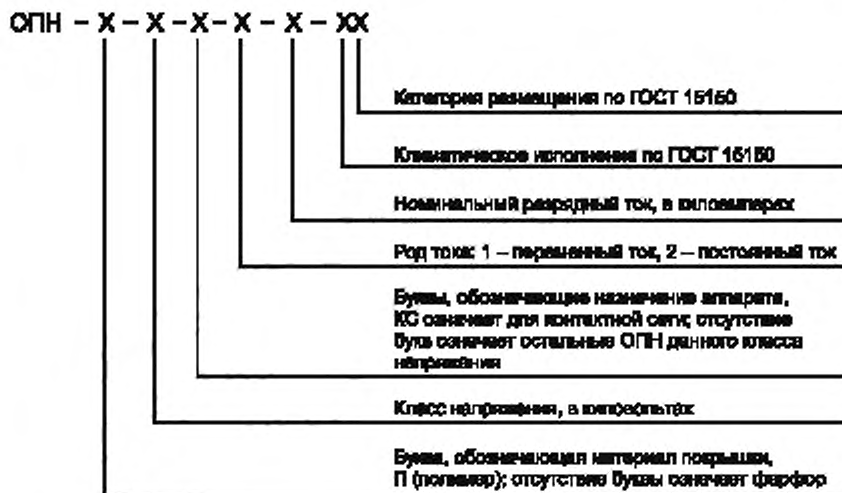 ОПН – Х – Х – Х – Х – Х – ХХ
Категория размещения по ГОСТ 15150
Климатическое исполнение по ГОСТ 15150
Номинальный разрядный ток, в килоамперах
Род тока: 1 – переменный ток, 2 – постоянный ток
Буквы, обозначающие назначение аппарата,
КС означает для контактной сети; отсутствие
букв означает остальные ОПН данного класса
напряжения
Класс напряжения, в киловольтах
Буква, обозначающая материал покрышки,
П (полимер); отсутствие буквы означает фарфор